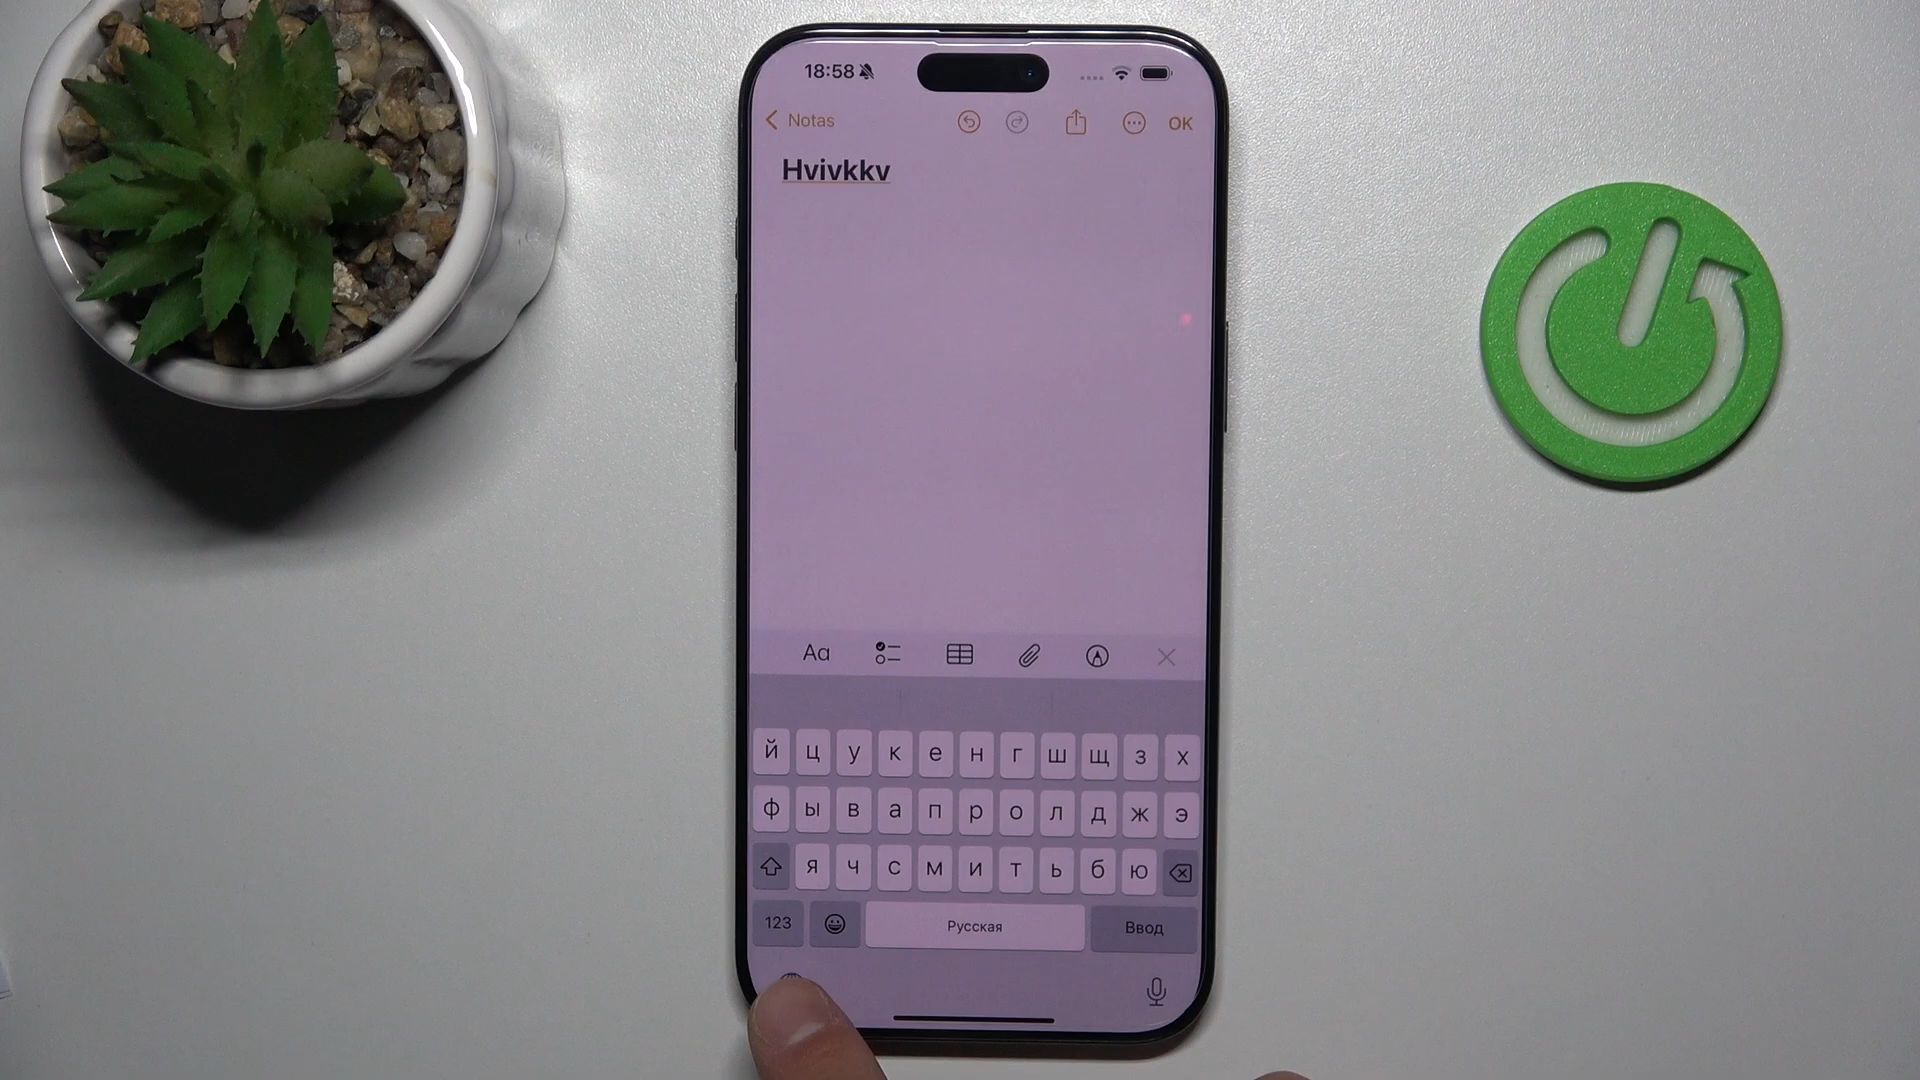 18:58
Notas
OK
Hvivkkv
Aa
й ц у к е н г ш щ з х
ф ы в а п р о л д ж э
я ч с м и т ь б ю
123 Русская Ввод